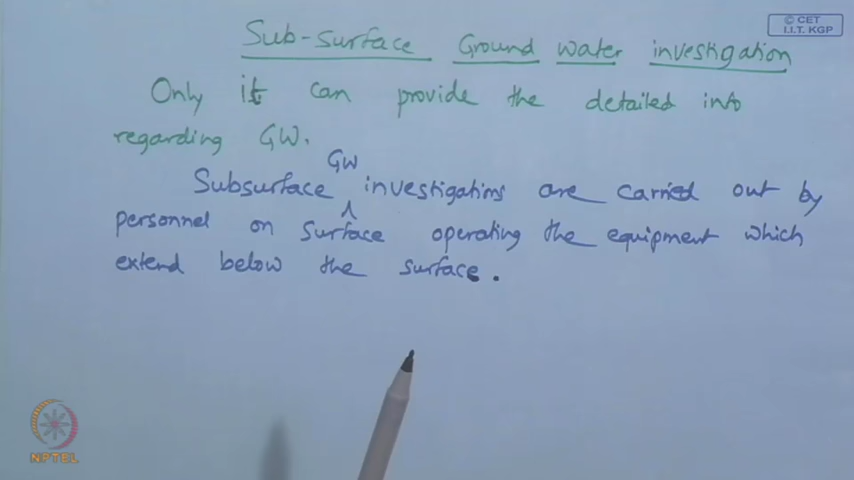 © CET
I.I.T. KGP
Sub-surface Ground water investigation
Only it can provide the detailed info
regarding GW.
GW
Subsurface ^ investigations are carried out by
personnel on surface operating the equipment which
extend below the surface.
NPTEL